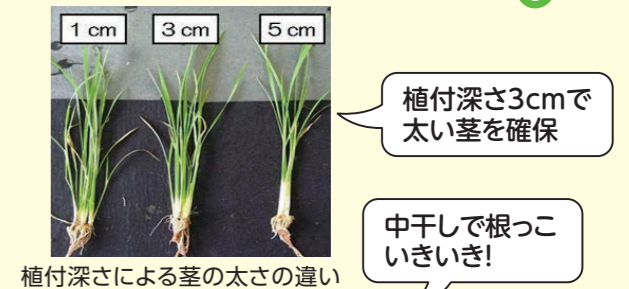 1 cm
3 cm
5 cm
植付深さ3cmで
太い茎を確保
中干しで根っこ
いきいき!
植付深さによる茎の太さの違い